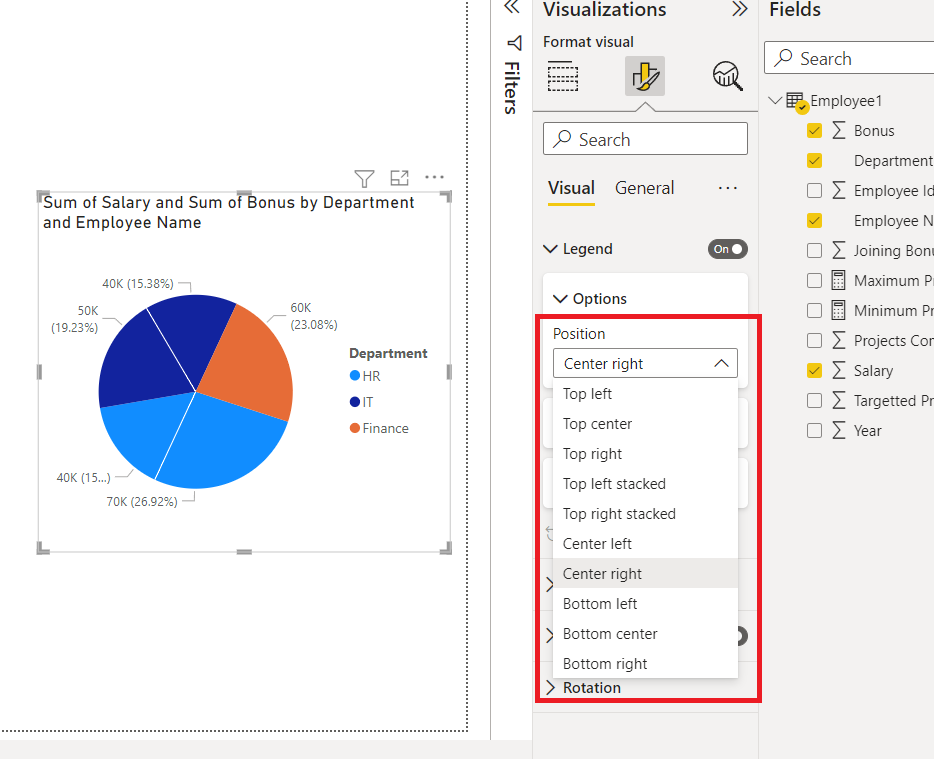 Sum of Salary and Sum of Bonus by Department
and Employee Name
40K (15.38%)
50K
(19.23%)
60K
(23.08%)
40K (15...)
70K (26.92%)
Department
HR
IT
Finance
Filters
Visualizations
Format visual
Search
Visual
General
Legend
On
Options
Position
Center right
Top left
Top center
Top right
Top left stacked
Top right stacked
Center left
Center right
Bottom left
Bottom center
Bottom right
Rotation
Fields
Search
Employee1
Bonus
Department
Employee Id
Employee N
Joining Bonu
Maximum Pr
Minimum Pr
Projects Con
Salary
Targetted Pr
Year